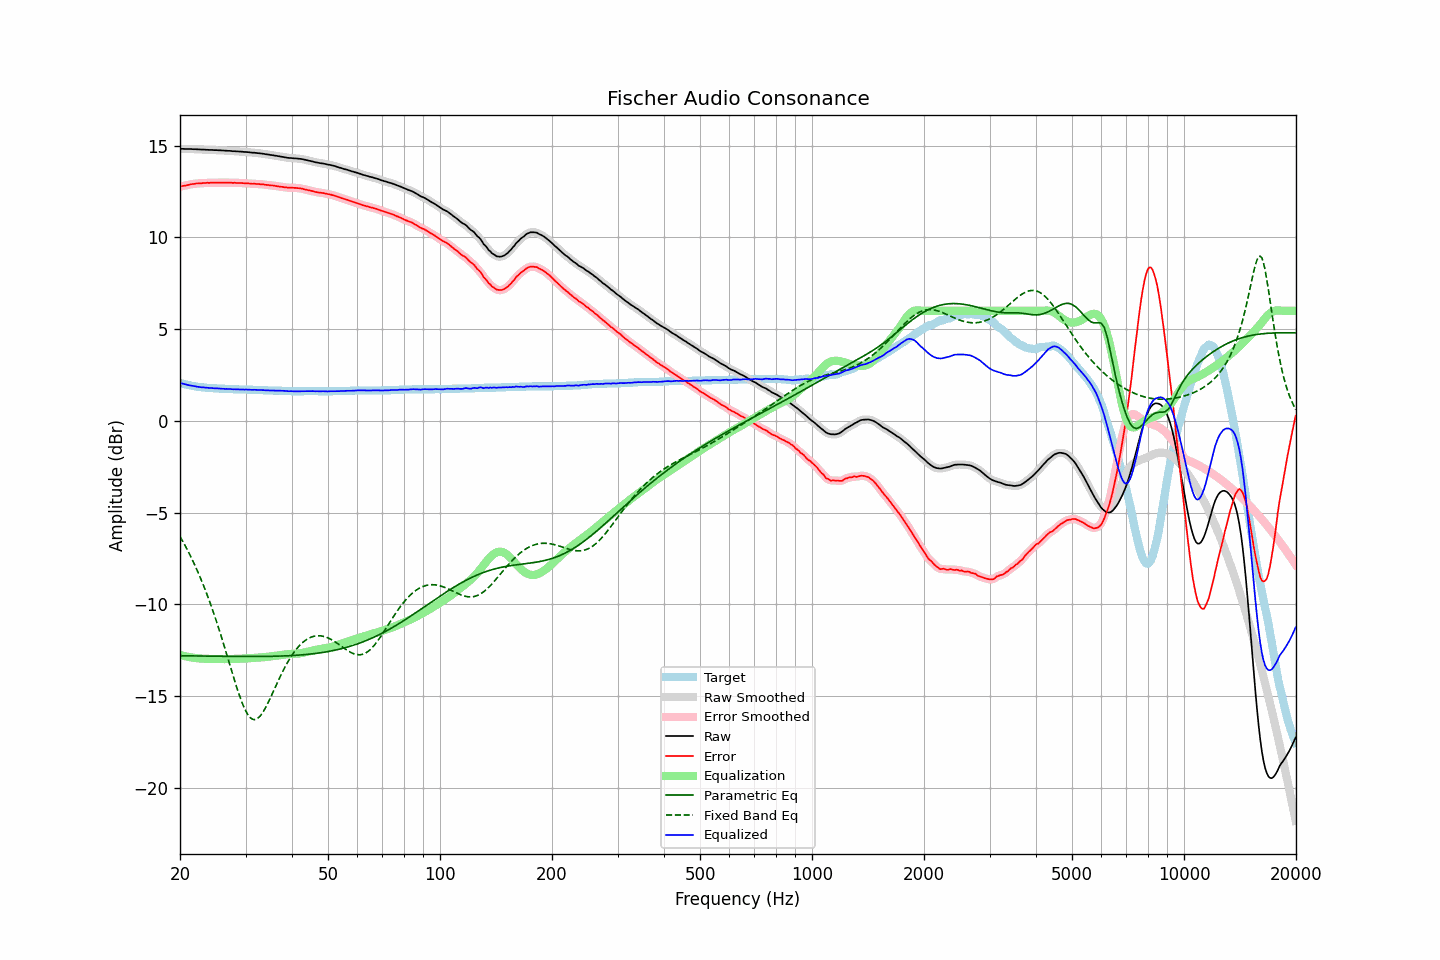 Fischer Audio Consonance
Amplitude (dBr)
15
10
5
0
−5
−10
−15
−20
Target
Raw Smoothed
Error Smoothed
Raw
Error
Equalization
Parametric Eq
Fixed Band Eq
Equalized
20 50 100 200 500 1000 2000 5000 10000 20000
Frequency (Hz)